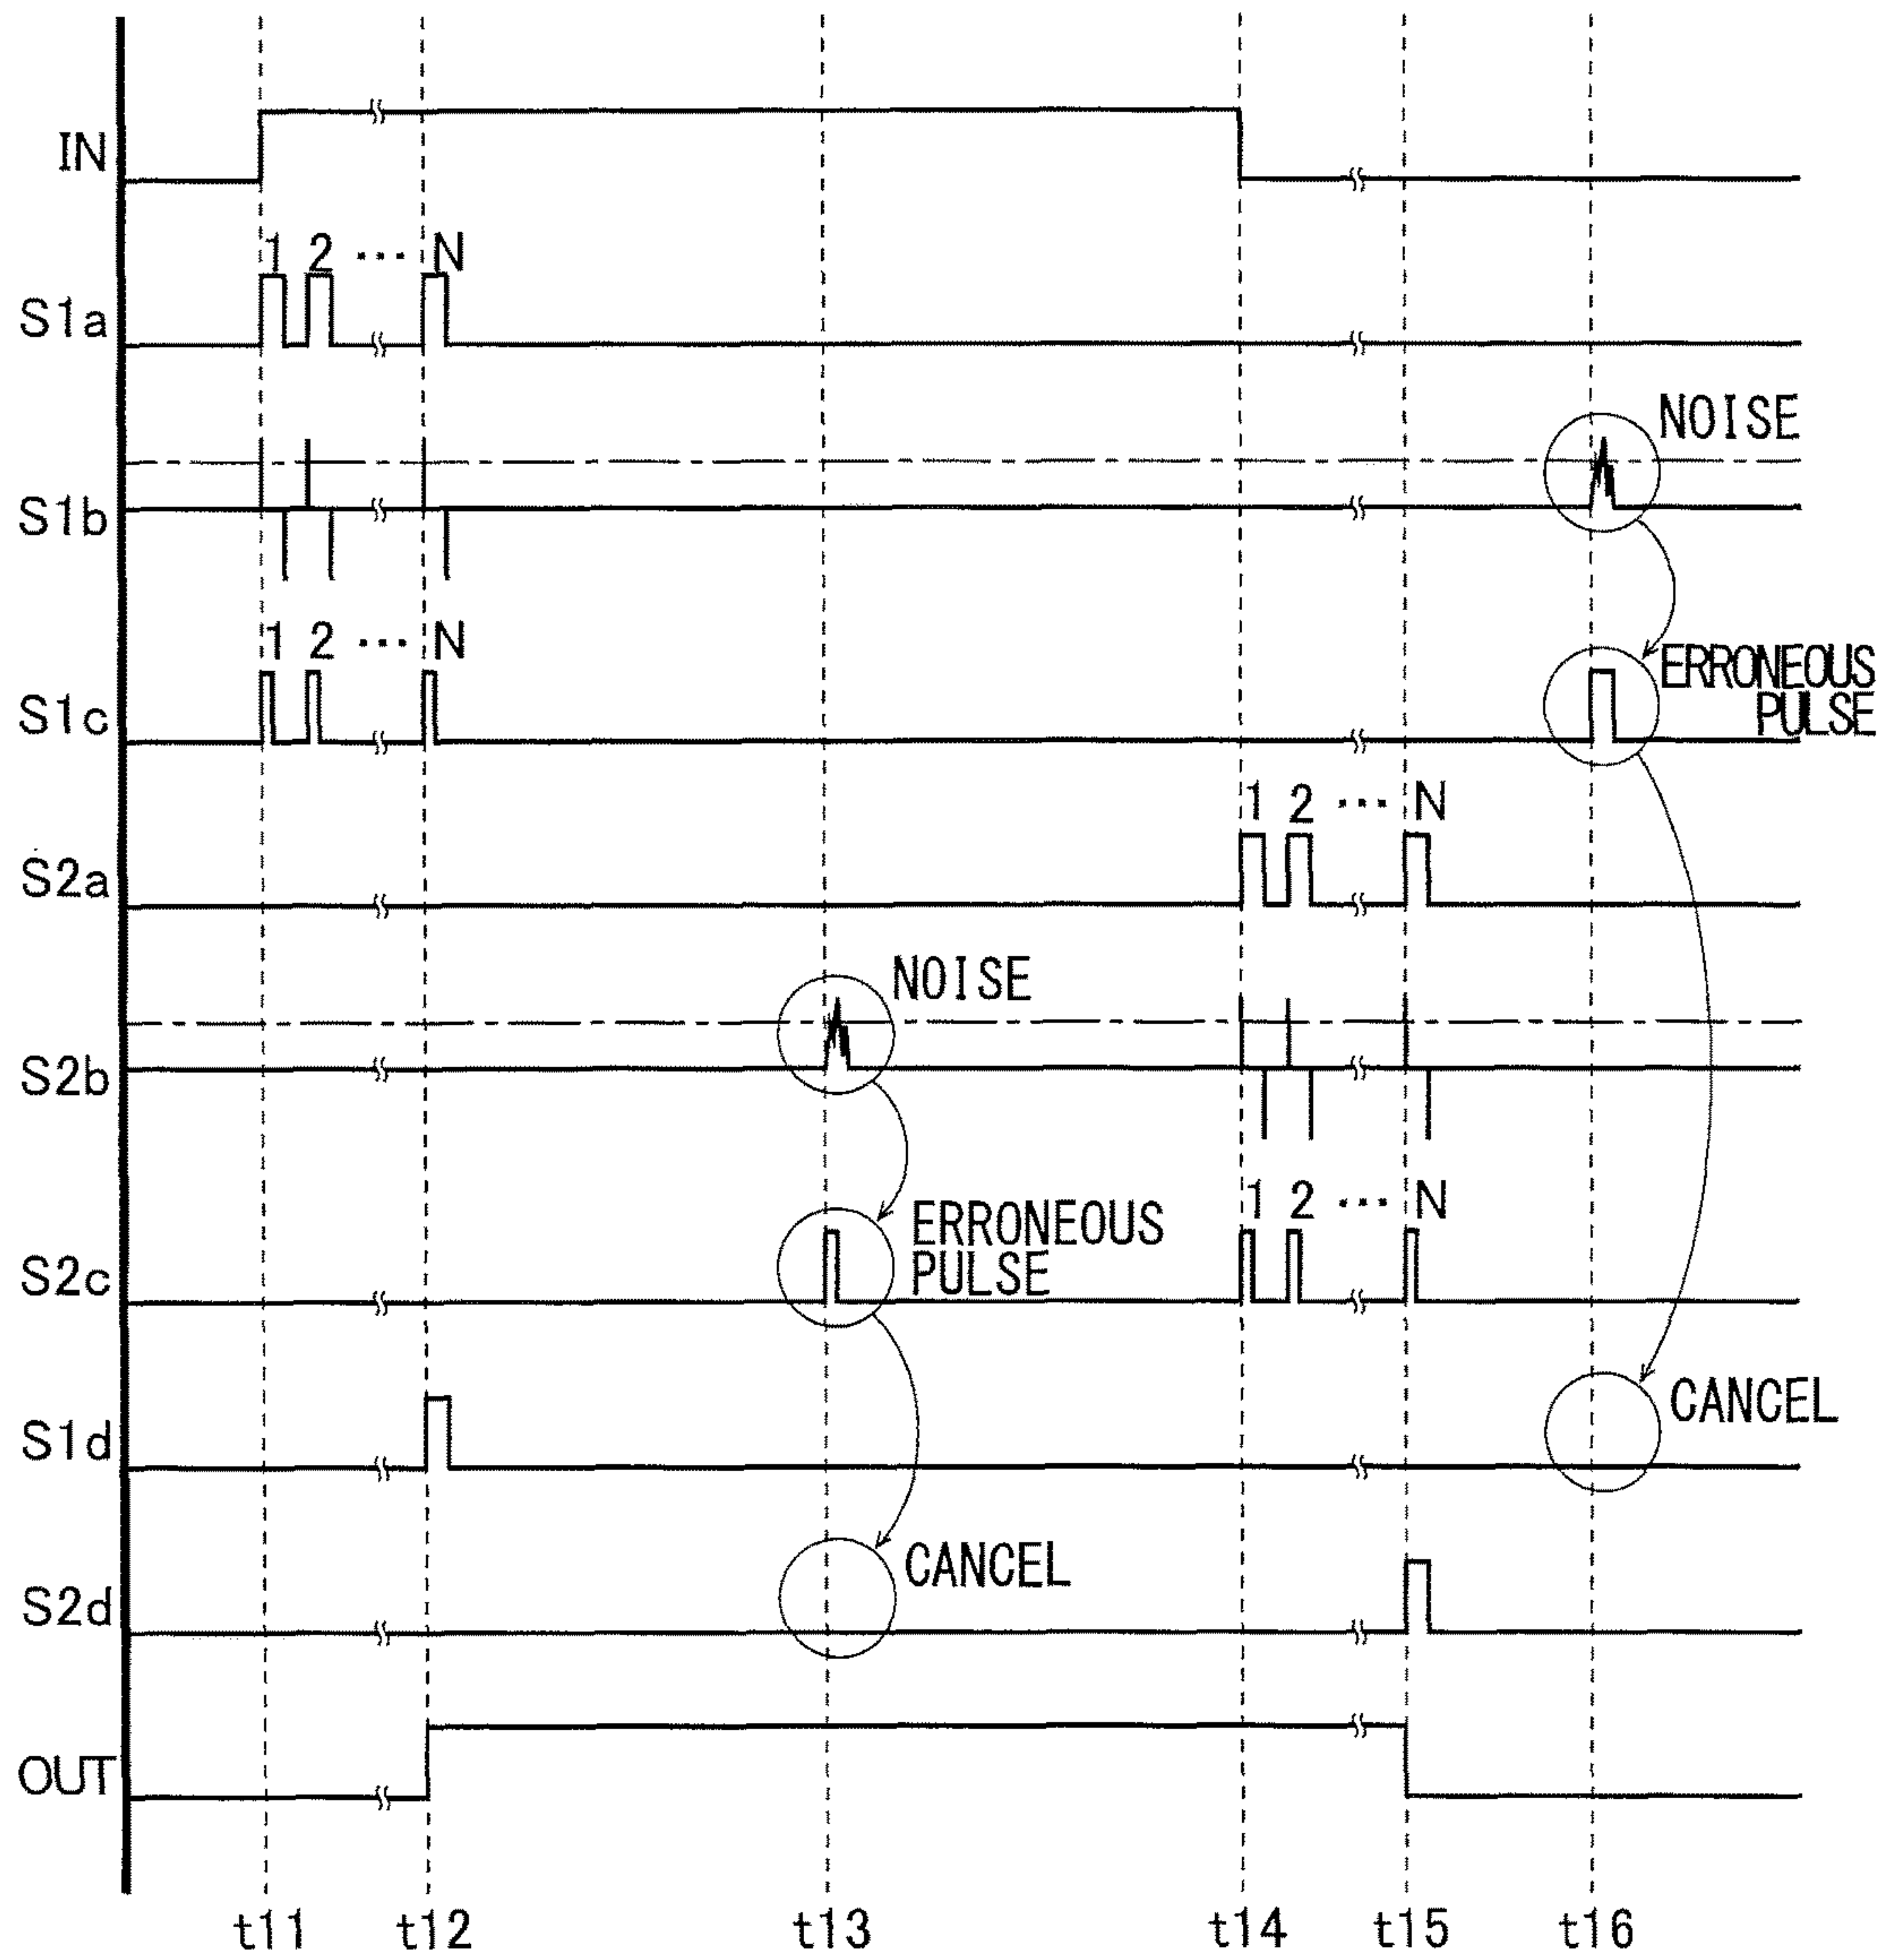 IN
1 2 ··· N
S1a
NOISE
S1b
1 2 ··· N
ERRONEOUS
PULSE
S1c
1 2 ··· N
S2a
NOISE
S2b
1 2 ··· N
ERRONEOUS
PULSE
S2c
CANCEL
S1d
CANCEL
S2d
OUT
t11 t12 t13 t14 t15 t16